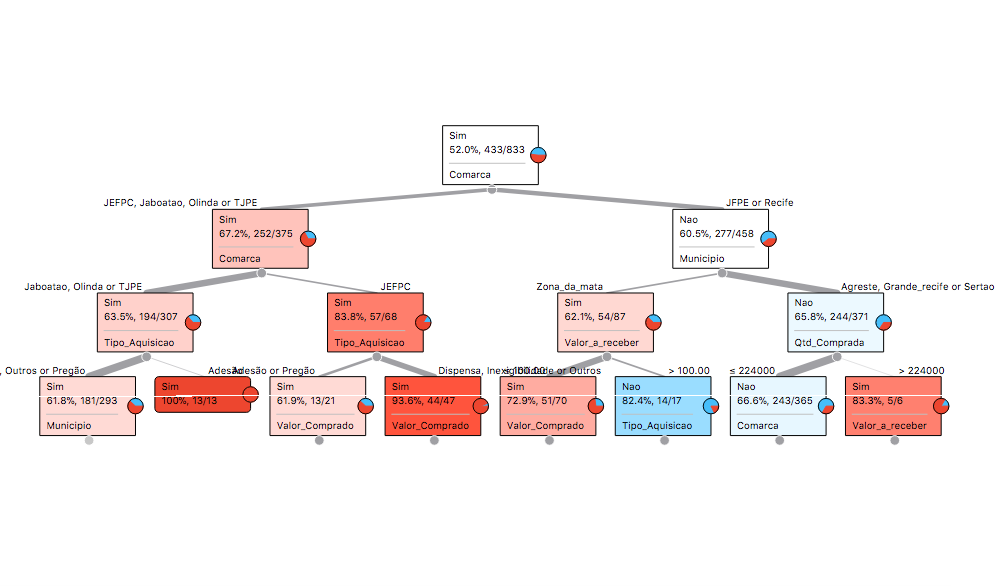 Sim
52.0%, 433/833
Comarca
JEFPC, Jaboatao, Olinda or TJPE
JFPE or Recife
Sim
67.2%, 252/375
Comarca
Nao
60.5%, 277/458
Municipio
Jaboatao, Olinda or TJPE
JEFPC
Zona_da_mata
Agreste, Grande_recife or Sertao
Sim
63.5%, 194/307
Tipo_Aquisicao
Sim
83.8%, 57/68
Tipo_Aquisicao
Sim
62.1%, 54/87
Valor_a_receber
Nao
65.8%, 244/371
Qtd_Comprada
, Outros or Pregão
Adesão
Adesão or Pregão
Dispensa, Inexigibilidade or Outros
≤ 100.00
> 100.00
≤ 224000
> 224000
Sim
61.8%, 181/293
Municipio
Sim
100%, 13/13
Sim
61.9%, 13/21
Valor_Comprado
Sim
93.6%, 44/47
Valor_Comprado
Sim
72.9%, 51/70
Valor_Comprado
Nao
82.4%, 14/17
Tipo_Aquisicao
Nao
66.6%, 243/365
Comarca
Sim
83.3%, 5/6
Valor_a_receber